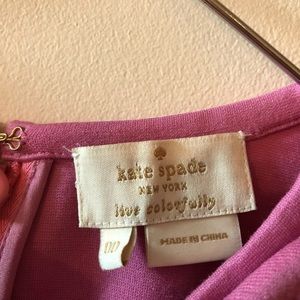 kate spade
NEW YORK
live colorfully
00
MADE IN CHINA